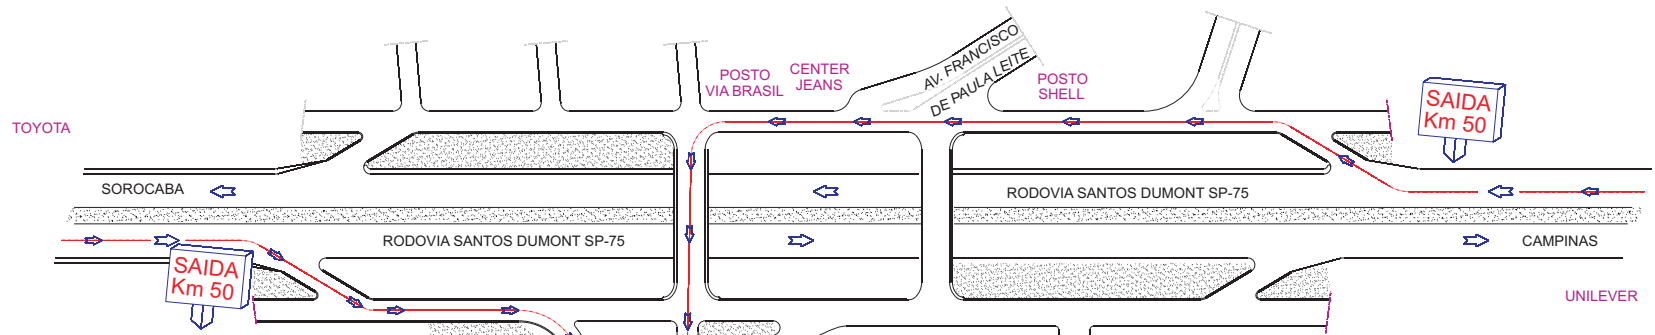 TOYOTA
POSTO
VIA BRASIL
CENTER
JEANS
AV. FRANCISCO
DE PAULA LEITE
POSTO
SHELL
SAIDA
Km 50
SOROCABA
RODOVIA SANTOS DUMONT SP-75
RODOVIA SANTOS DUMONT SP-75
CAMPINAS
SAIDA
Km 50
UNILEVER